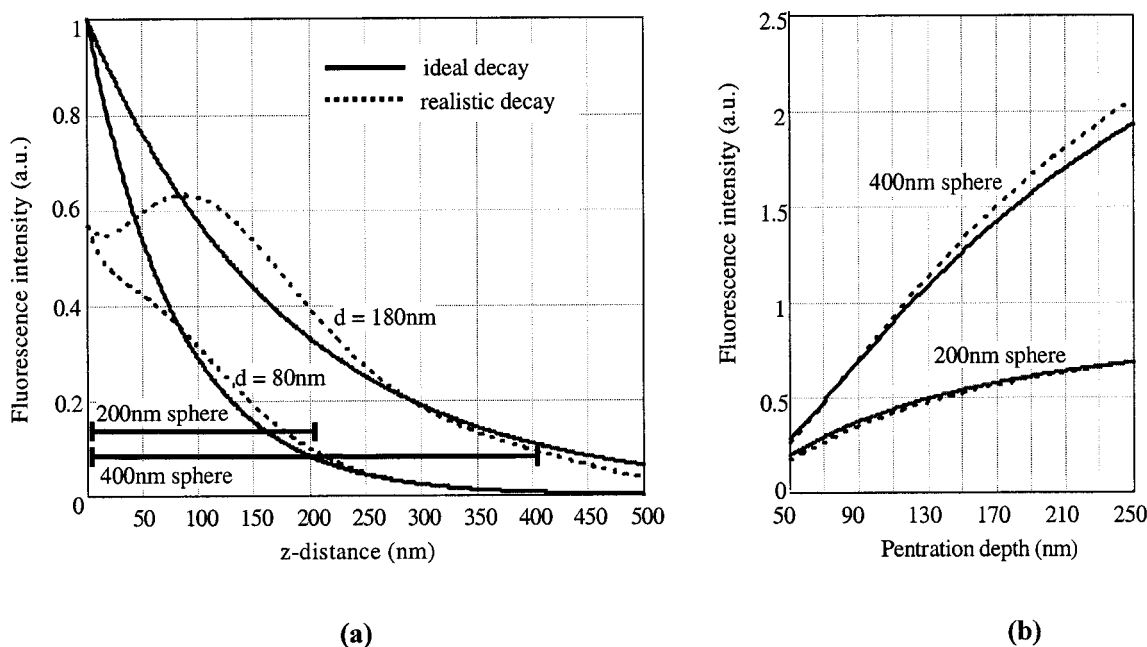 Fluorescence intensity (a.u.)
1
0.8
0.6
0.4
0.2
0
ideal decay
realistic decay
d = 180nm
d = 80nm
200nm sphere
400nm sphere
50
100
150
200
250
300
350
400
450
500
z-distance (nm)
(a)
Fluorescence intensity (a.u.)
2.5
2
1.5
1
0.5
0
400nm sphere
200nm sphere
50
90
130
170
210
250
Pentration depth (nm)
(b)